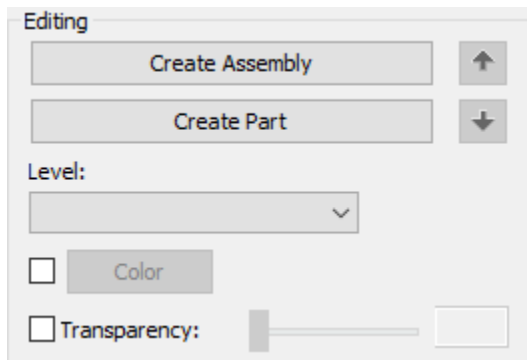 Editing
Create Assembly
Create Part
Level:
Color
Transparency: